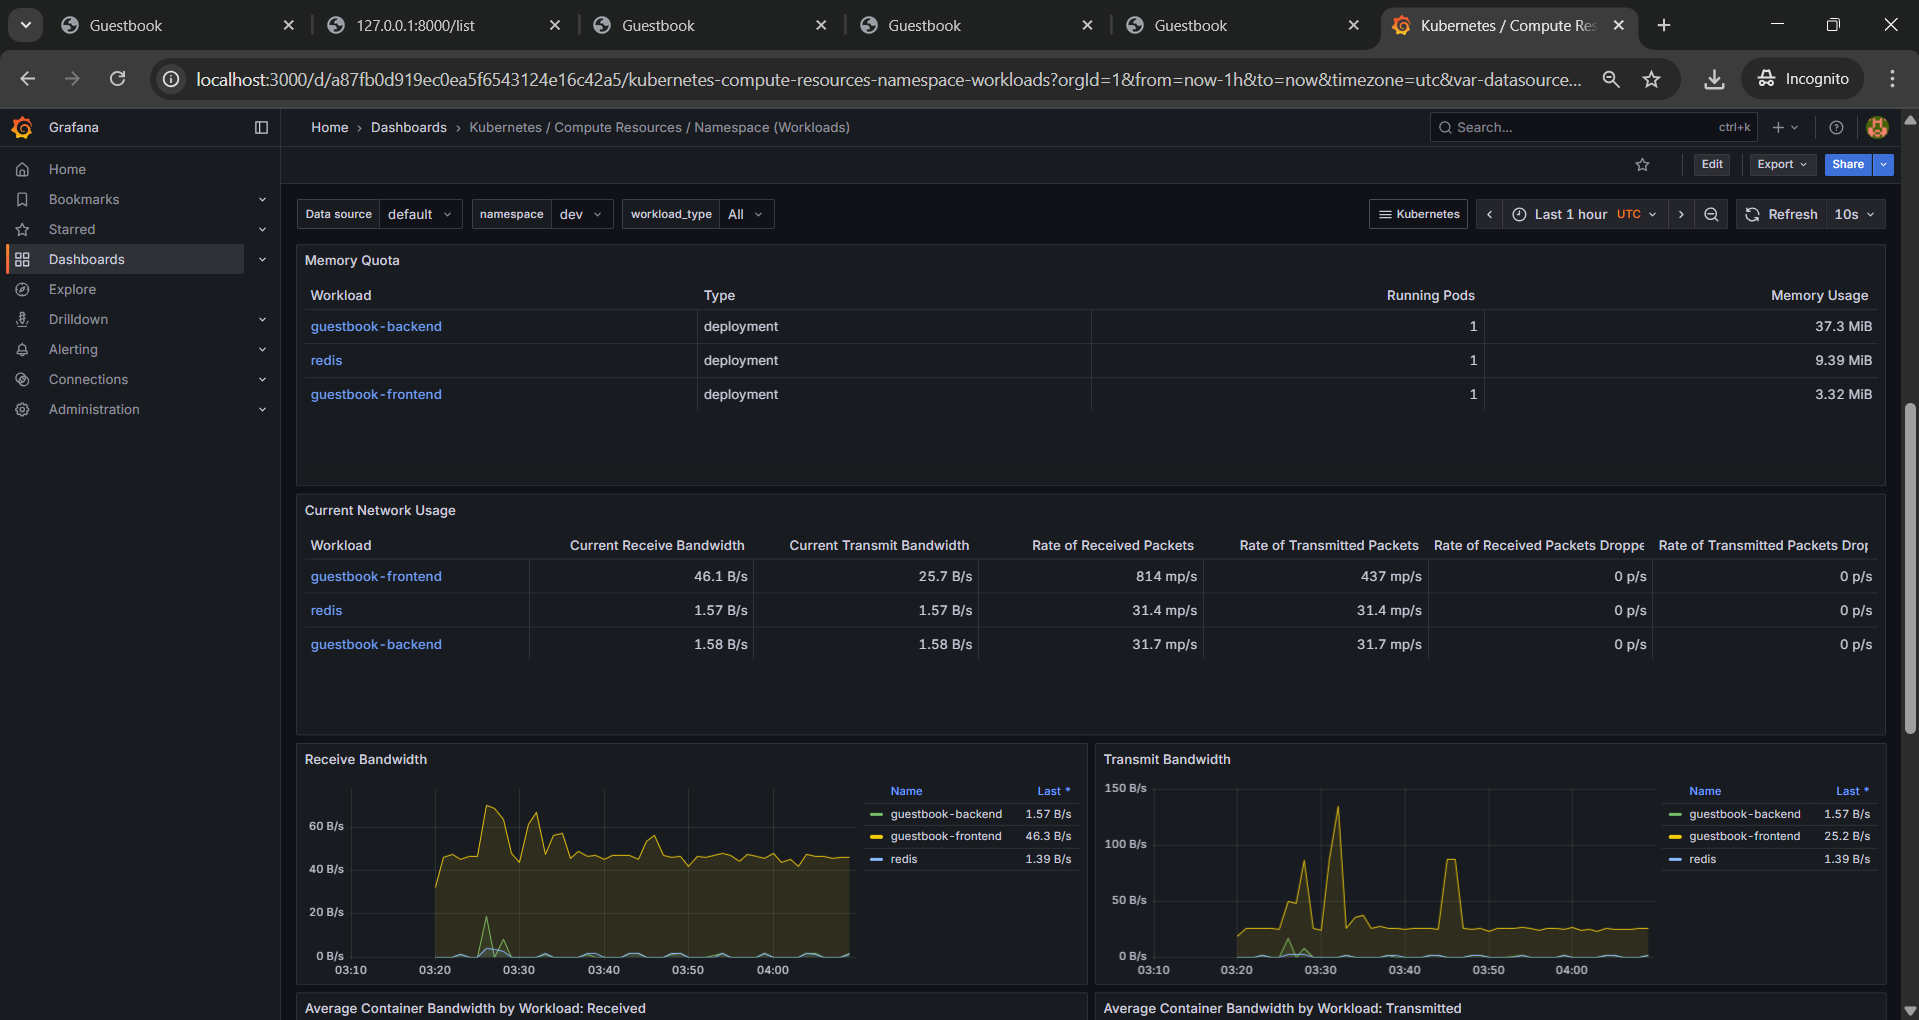 Guestbook
127.0.0.1:8000/list
Guestbook
Guestbook
Guestbook
Kubernetes / Compute Res
localhost:3000/d/a87fb0d919ec0ea5f6543124e16c42a5/kubernetes-compute-resources-namespace-workloads?orgId=1&from=now-1h&to=now&timezone=utc&var-datasource...
Incognito
Grafana
Home › Dashboards › Kubernetes / Compute Resources / Namespace (Workloads)
Search...
ctrl+k
Edit
Export
Share
Home
Bookmarks
Starred
Dashboards
Explore
Drilldown
Alerting
Connections
Administration
Data source default
namespace dev
workload_type All
Kubernetes
Last 1 hour UTC
Refresh 10s
Memory Quota
Workload Type Running Pods Memory Usage
guestbook-backend deployment 1 37.3 MiB
redis deployment 1 9.39 MiB
guestbook-frontend deployment 1 3.32 MiB
Current Network Usage
Workload Current Receive Bandwidth Current Transmit Bandwidth Rate of Received Packets Rate of Transmitted Packets Rate of Received Packets Droppe Rate of Transmitted Packets Drop
guestbook-frontend 46.1 B/s 25.7 B/s 814 mp/s 437 mp/s 0 p/s 0 p/s
redis 1.57 B/s 1.57 B/s 31.4 mp/s 31.4 mp/s 0 p/s 0 p/s
guestbook-backend 1.58 B/s 1.58 B/s 31.7 mp/s 31.7 mp/s 0 p/s 0 p/s
Receive Bandwidth
60 B/s
40 B/s
20 B/s
0 B/s
03:10 03:20 03:30 03:40 03:50 04:00
Name Last *
guestbook-backend 1.57 B/s
guestbook-frontend 46.3 B/s
redis 1.39 B/s
Transmit Bandwidth
150 B/s
100 B/s
50 B/s
0 B/s
03:10 03:20 03:30 03:40 03:50 04:00
Name Last *
guestbook-backend 1.57 B/s
guestbook-frontend 25.2 B/s
redis 1.39 B/s
Average Container Bandwidth by Workload: Received
Average Container Bandwidth by Workload: Transmitted